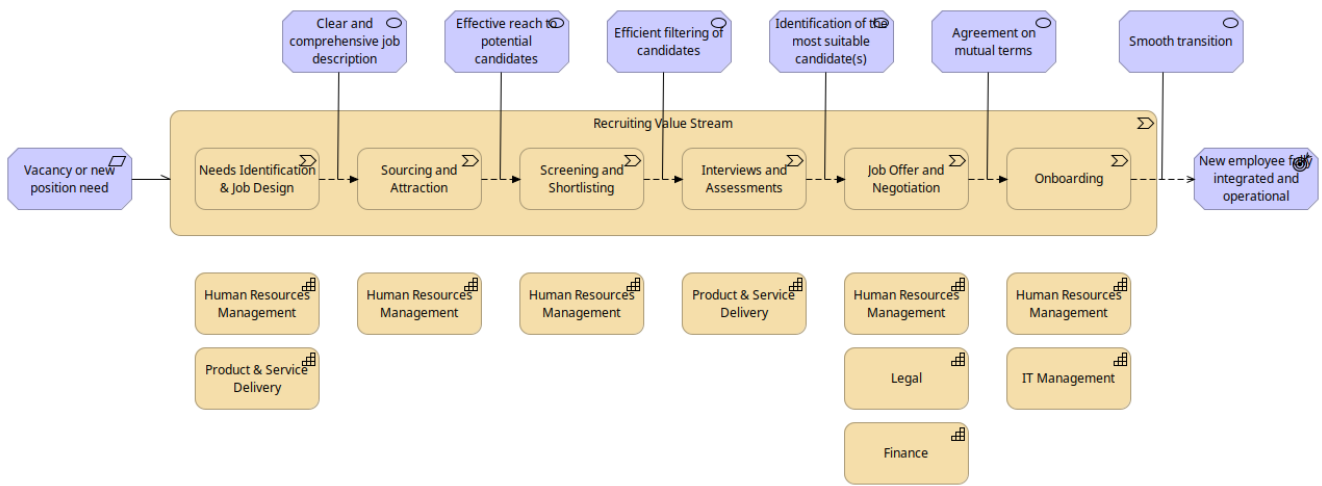 Clear and
comprehensive job
description
Effective reach to
potential
candidates
Efficient filtering of
candidates
Identification of the
most suitable
candidate(s)
Agreement on
mutual terms
Smooth transition
Recruiting Value Stream
Vacancy or new
position need
Needs Identification
& Job Design
Sourcing and
Attraction
Screening and
Shortlisting
Interviews and
Assessments
Job Offer and
Negotiation
Onboarding
New employee fully
integrated and
operational
Human Resources
Management
Human Resources
Management
Human Resources
Management
Product & Service
Delivery
Human Resources
Management
Human Resources
Management
Product & Service
Delivery
Legal
IT Management
Finance